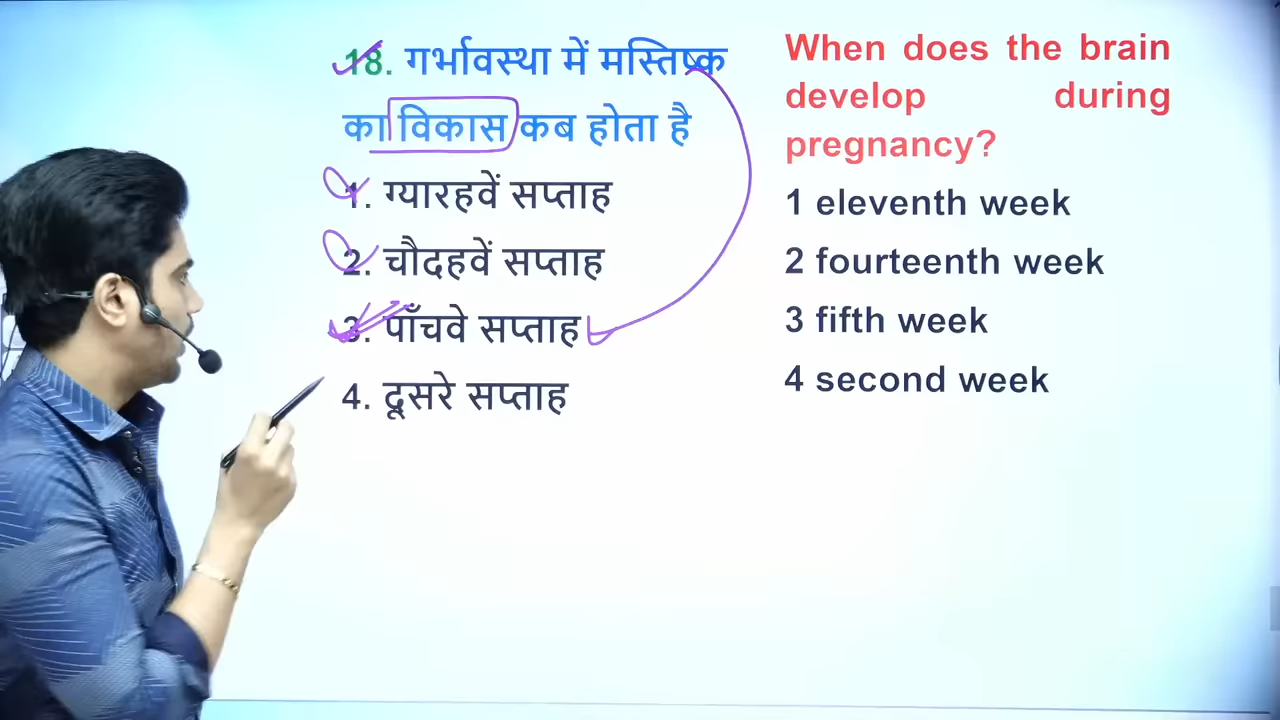 18. गर्भावस्था में मस्तिष्क
का विकास कब होता है
1. ग्यारहवें सप्ताह
2. चौदहवें सप्ताह
3. पाँचवे सप्ताह
4. दूसरे सप्ताह
When does the brain
develop during
pregnancy?
1 eleventh week
2 fourteenth week
3 fifth week
4 second week